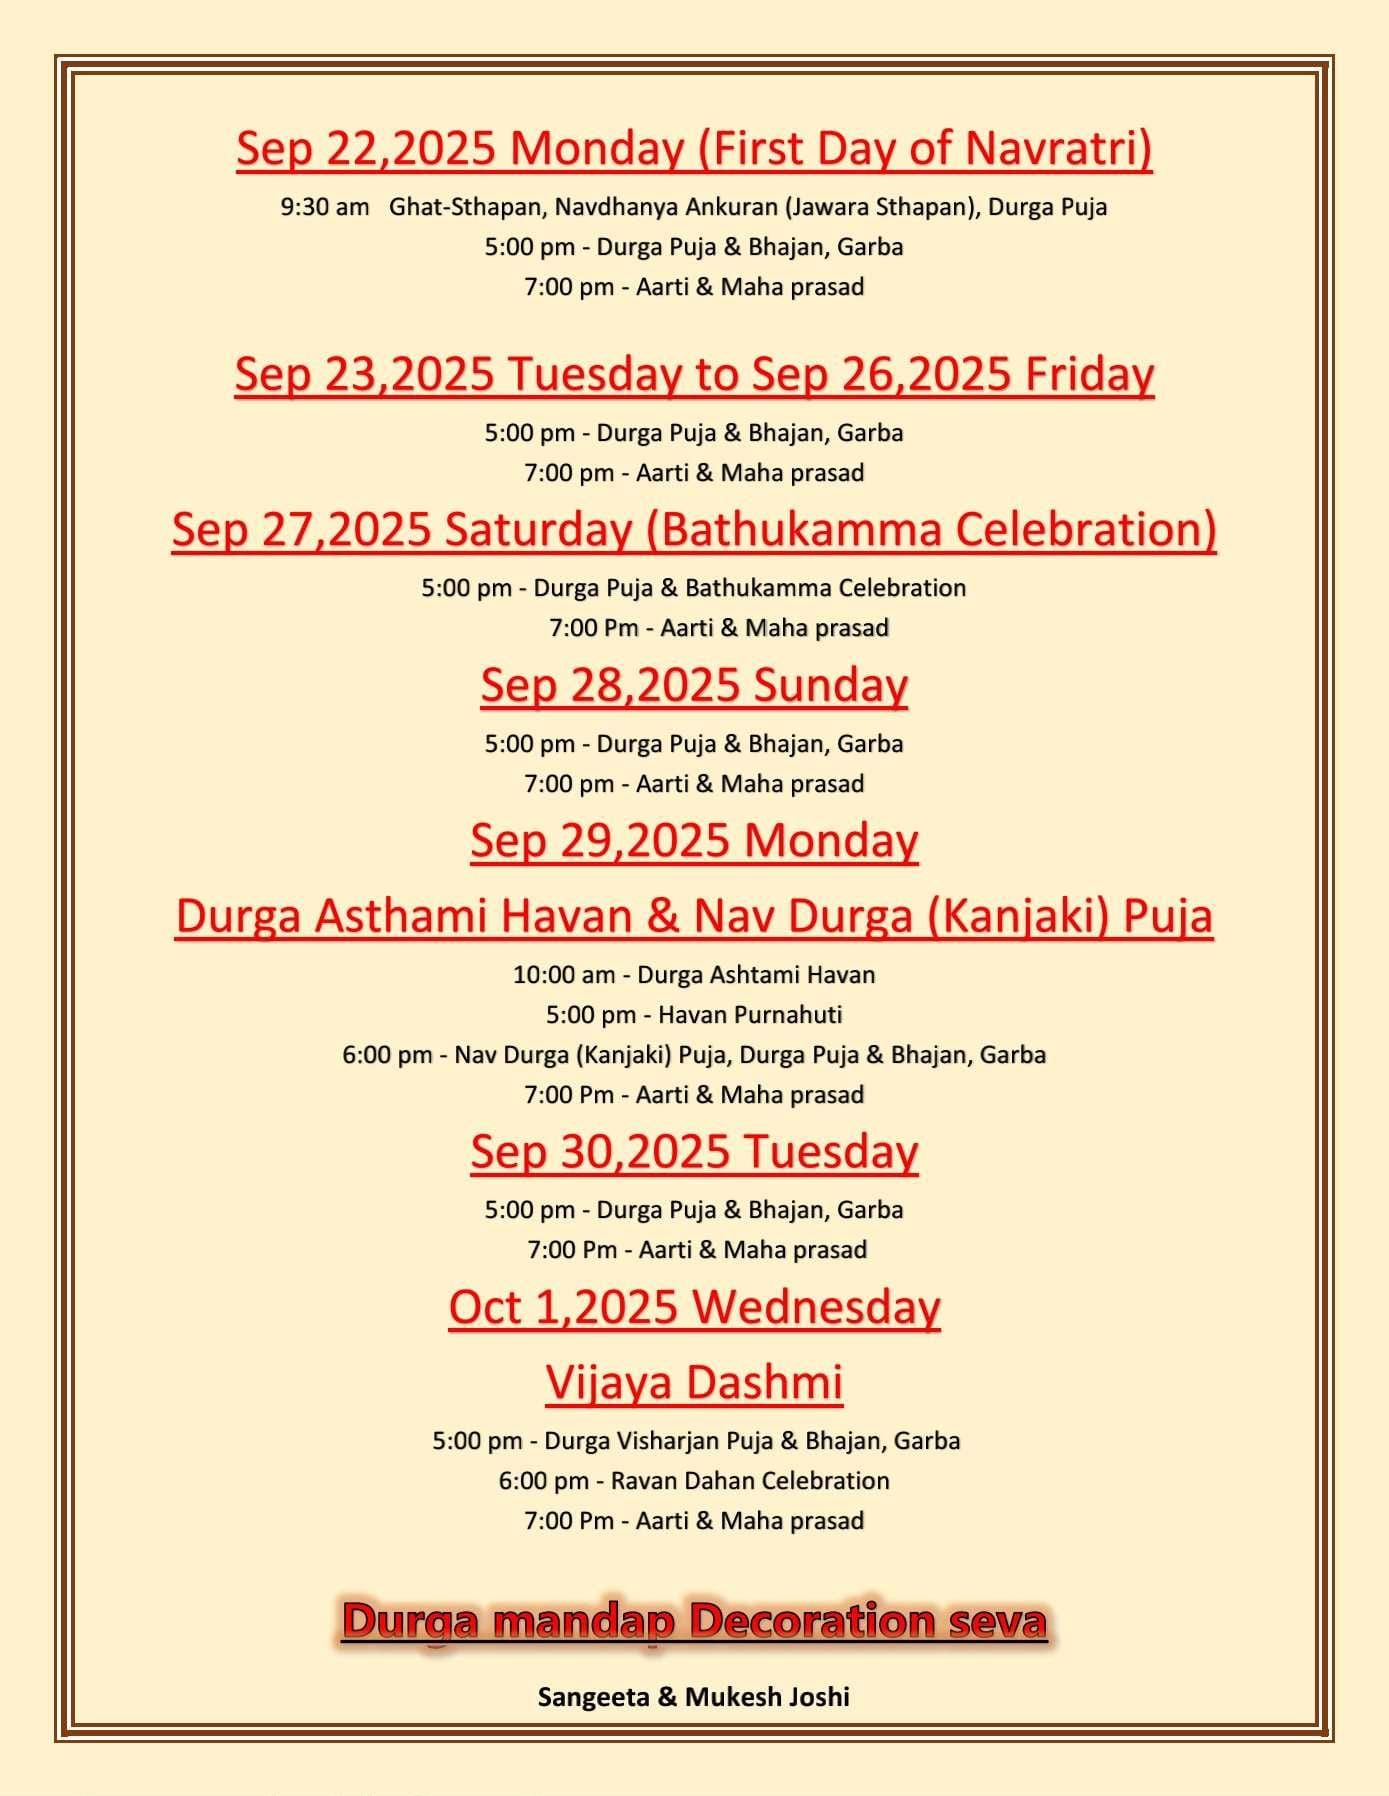 Sep 22,2025 Monday (First Day of Navratri)
9:30 am Ghat-Sthapan, Navdhanya Ankuran (Jawara Sthapan), Durga Puja
5:00 pm - Durga Puja & Bhajan, Garba
7:00 pm - Aarti & Maha prasad
Sep 23,2025 Tuesday to Sep 26,2025 Friday
5:00 pm - Durga Puja & Bhajan, Garba
7:00 pm - Aarti & Maha prasad
Sep 27,2025 Saturday (Bathukamma Celebration)
5:00 pm - Durga Puja & Bathukamma Celebration
7:00 Pm - Aarti & Maha prasad
Sep 28,2025 Sunday
5:00 pm - Durga Puja & Bhajan, Garba
7:00 pm - Aarti & Maha prasad
Sep 29,2025 Monday
Durga Asthami Havan & Nav Durga (Kanjaki) Puja
10:00 am - Durga Ashtami Havan
5:00 pm - Havan Purnahuti
6:00 pm - Nav Durga (Kanjaki) Puja, Durga Puja & Bhajan, Garba
7:00 Pm - Aarti & Maha prasad
Sep 30,2025 Tuesday
5:00 pm - Durga Puja & Bhajan, Garba
7:00 Pm - Aarti & Maha prasad
Oct 1,2025 Wednesday
Vijaya Dashmi
5:00 pm - Durga Visharjan Puja & Bhajan, Garba
6:00 pm - Ravan Dahan Celebration
7:00 Pm - Aarti & Maha prasad
Durga mandap Decoration seva
Sangeeta & Mukesh Joshi